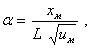 α = x_м / (L √u_м) ,